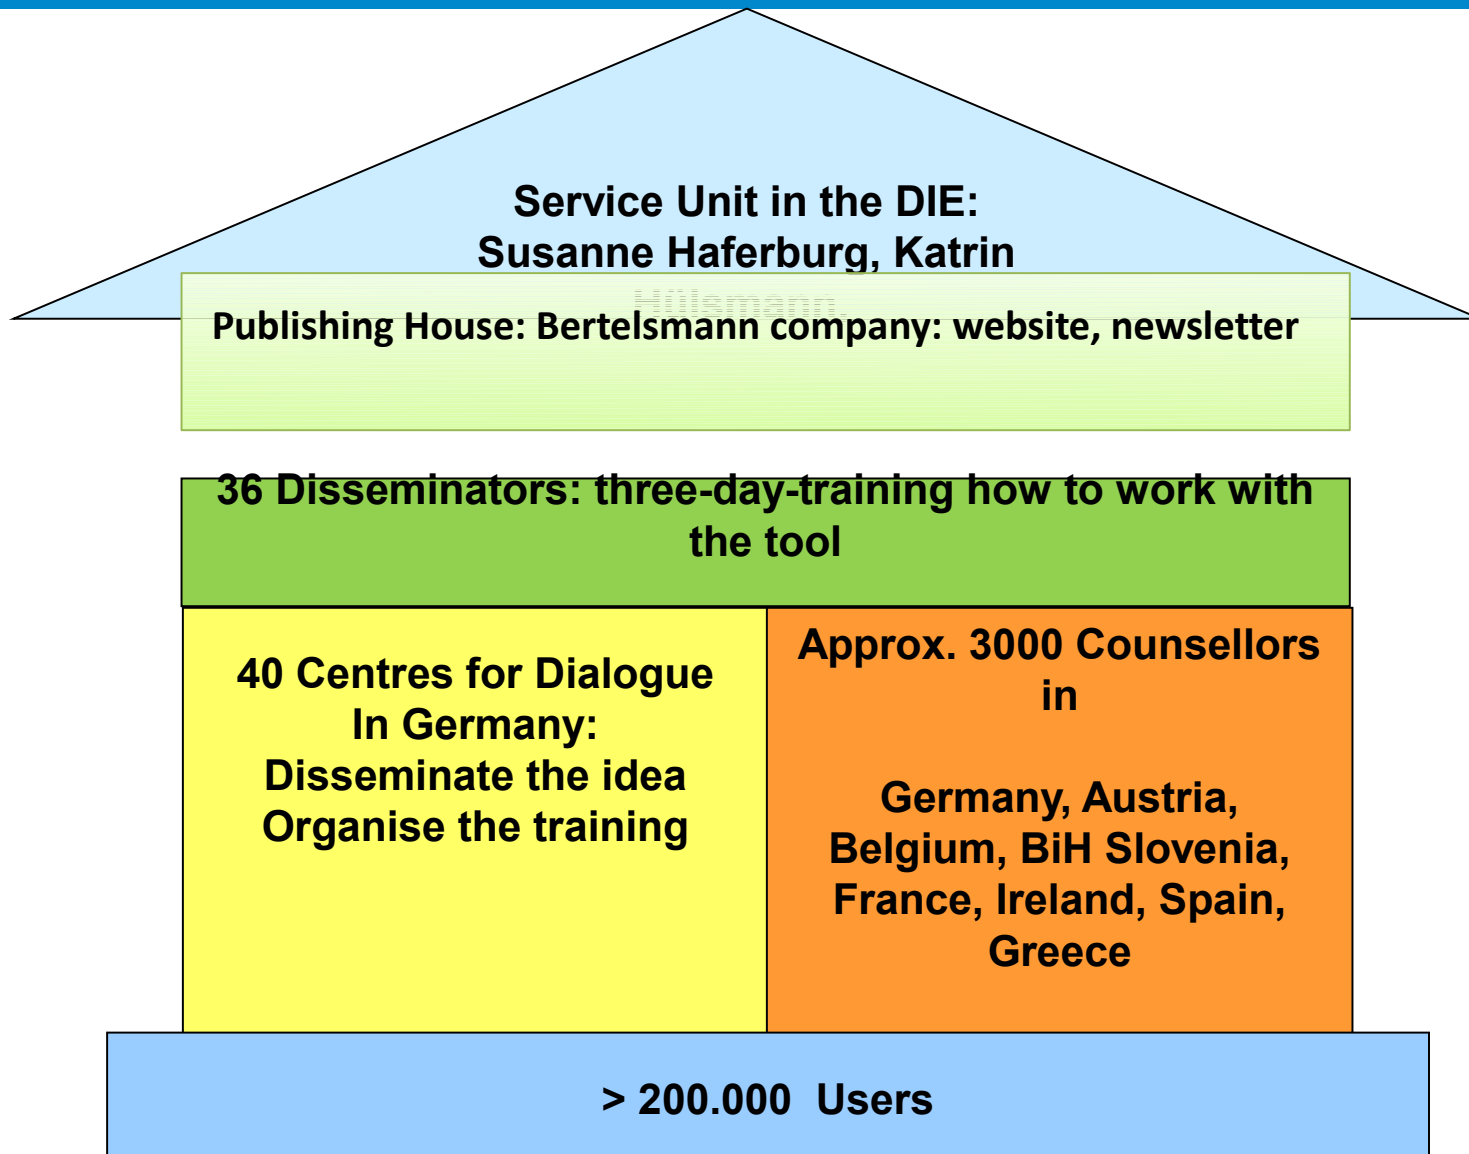 Service Unit in the DIE:
Susanne Haferburg, Katrin
Hülsmann,
Publishing House: Bertelsmann company: website, newsletter
36 Disseminators: three-day-training how to work with
the tool
40 Centres for Dialogue
In Germany:
Disseminate the idea
Organise the training
Approx. 3000 Counsellors
in
Germany, Austria,
Belgium, BiH Slovenia,
France, Ireland, Spain,
Greece
> 200.000 Users